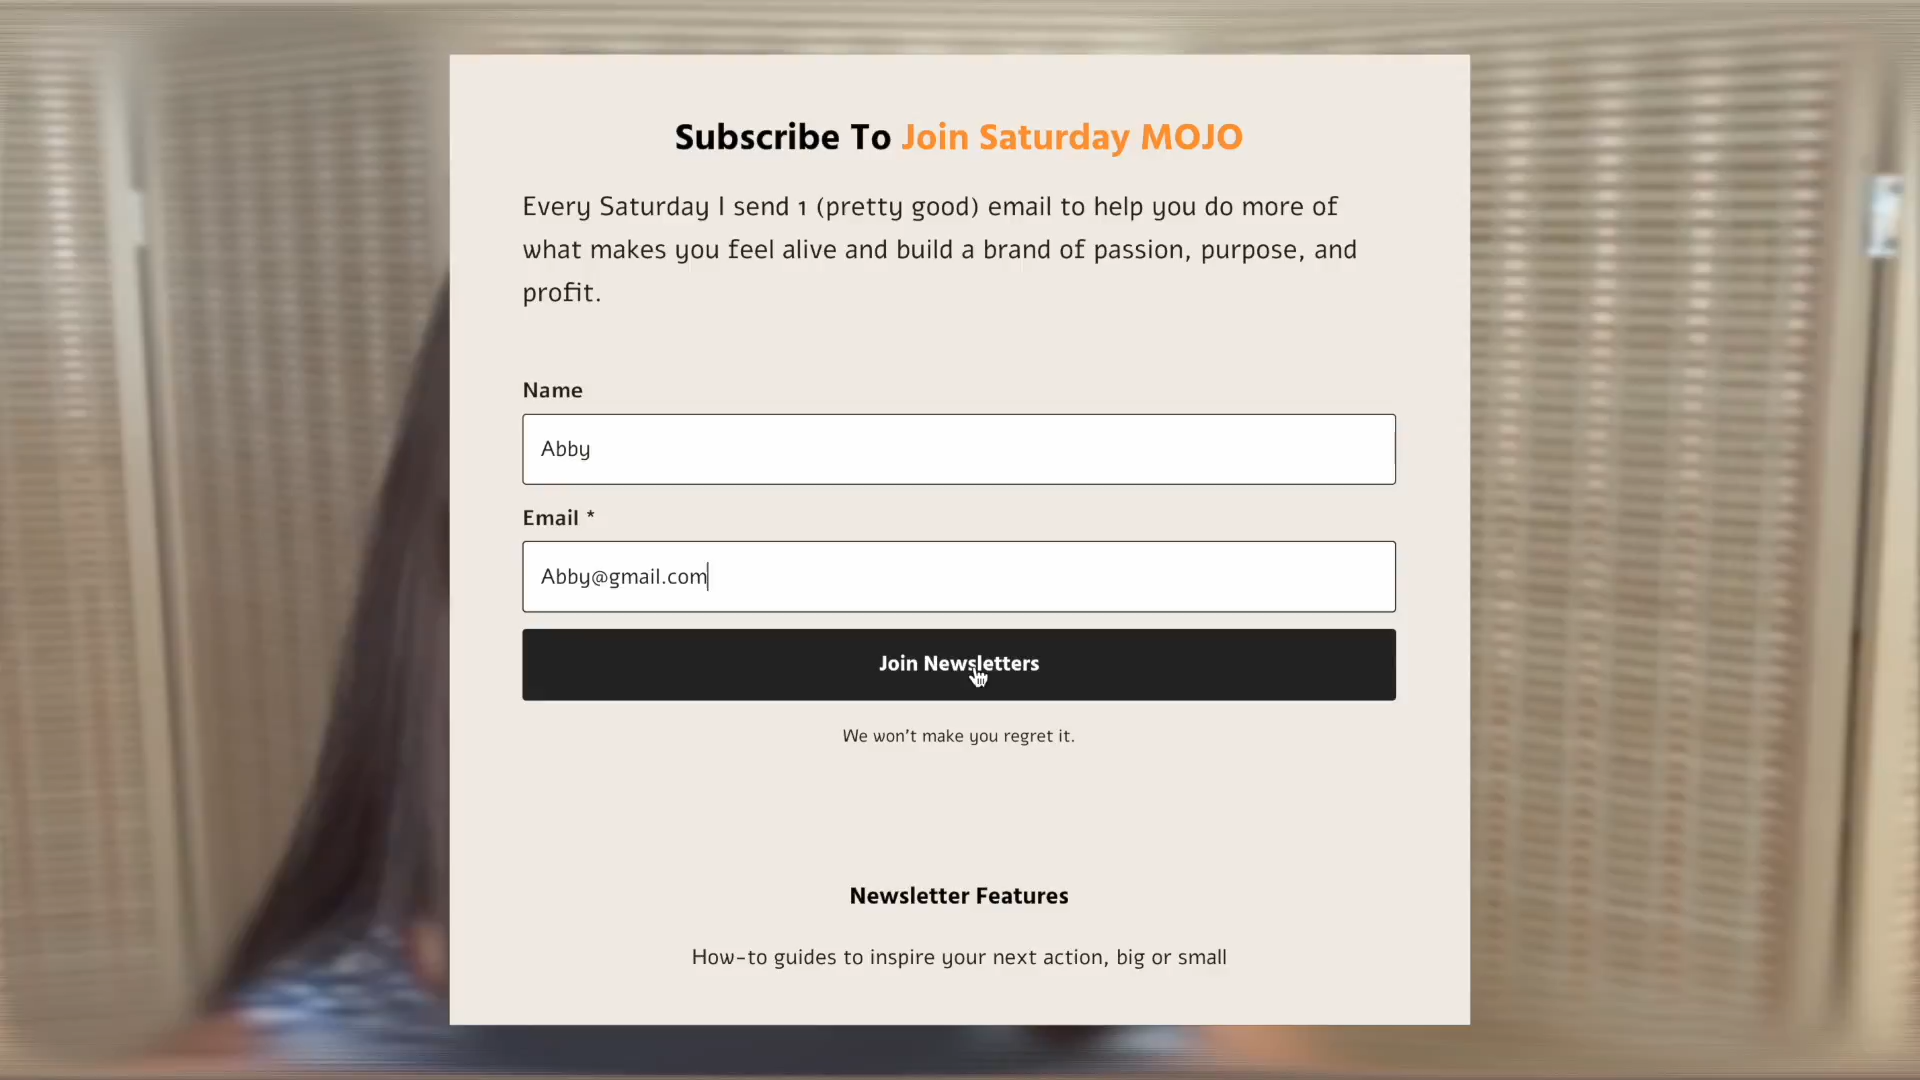 Subscribe To Join Saturday MOJO
Every Saturday I send 1 (pretty good) email to help you do more of
what makes you feel alive and build a brand of passion, purpose, and
profit.
Name
Abby
Email *
Abby@gmail.com
Join Newsletters
We won't make you regret it.
Newsletter Features
How-to guides to inspire your next action, big or small